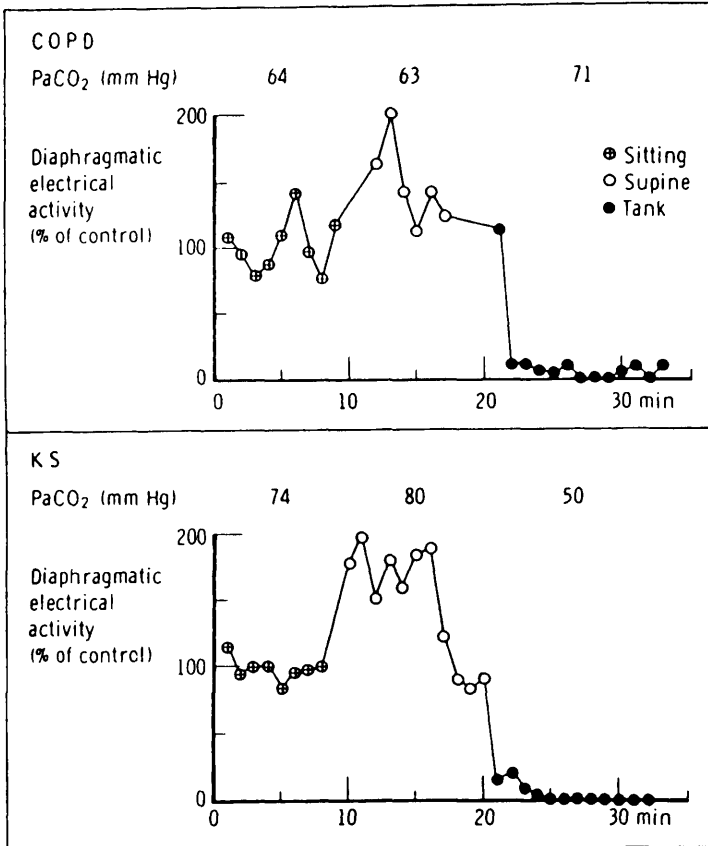 COPD
PaCO₂ (mm Hg) 64 63 71
200
Diaphragmatic
electrical
activity
(% of control)
100
0
⊕ Sitting
○ Supine
● Tank
0 10 20 30 min
KS
PaCO₂ (mm Hg) 74 80 50
200
Diaphragmatic
electrical
activity
(% of control)
100
0
0 10 20 30 min